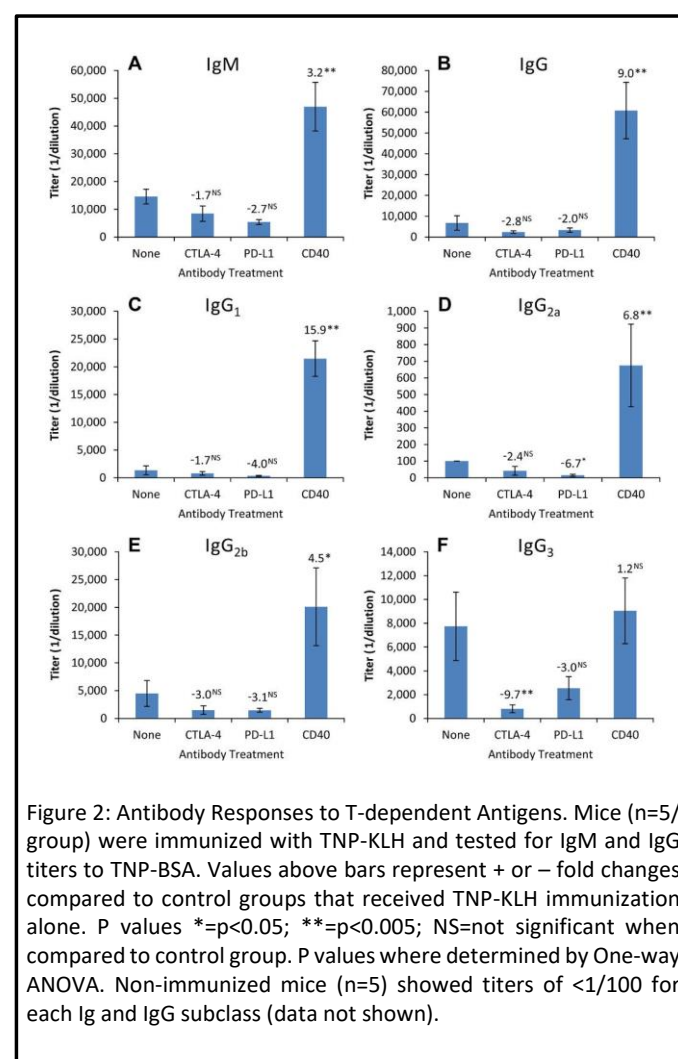 A IgM
Titer (1/dilution)
60,000
50,000
40,000
30,000
20,000
10,000
0
-1.7NS
-2.7NS
3.2**
None CTLA-4 PD-L1 CD40
Antibody Treatment
B IgG
Titer (1/dilution)
80,000
70,000
60,000
50,000
40,000
30,000
20,000
10,000
0
-2.8NS
-2.0NS
9.0**
None CTLA-4 PD-L1 CD40
Antibody Treatment
C IgG1
Titer (1/dilution)
30,000
25,000
20,000
15,000
10,000
5,000
0
-1.7NS
-4.0NS
15.9**
None CTLA-4 PD-L1 CD40
Antibody Treatment
D IgG2a
Titer (1/dilution)
1,000
900
800
700
600
500
400
300
200
100
0
-2.4NS
-6.7*
6.8**
None CTLA-4 PD-L1 CD40
Antibody Treatment
E IgG2b
Titer (1/dilution)
30,000
25,000
20,000
15,000
10,000
5,000
0
-3.0NS
-3.1NS
4.5*
None CTLA-4 PD-L1 CD40
Antibody Treatment
F IgG3
Titer (1/dilution)
14,000
12,000
10,000
8,000
6,000
4,000
2,000
0
-9.7**
-3.0NS
1.2NS
None CTLA-4 PD-L1 CD40
Antibody Treatment
Figure 2: Antibody Responses to T-dependent Antigens. Mice (n=5/
group) were immunized with TNP-KLH and tested for IgM and IgG
titers to TNP-BSA. Values above bars represent + or – fold changes
compared to control groups that received TNP-KLH immunization
alone. P values *=p<0.05; **=p<0.005; NS=not significant when
compared to control group. P values where determined by One-way
ANOVA. Non-immunized mice (n=5) showed titers of <1/100 for
each Ig and IgG subclass (data not shown).